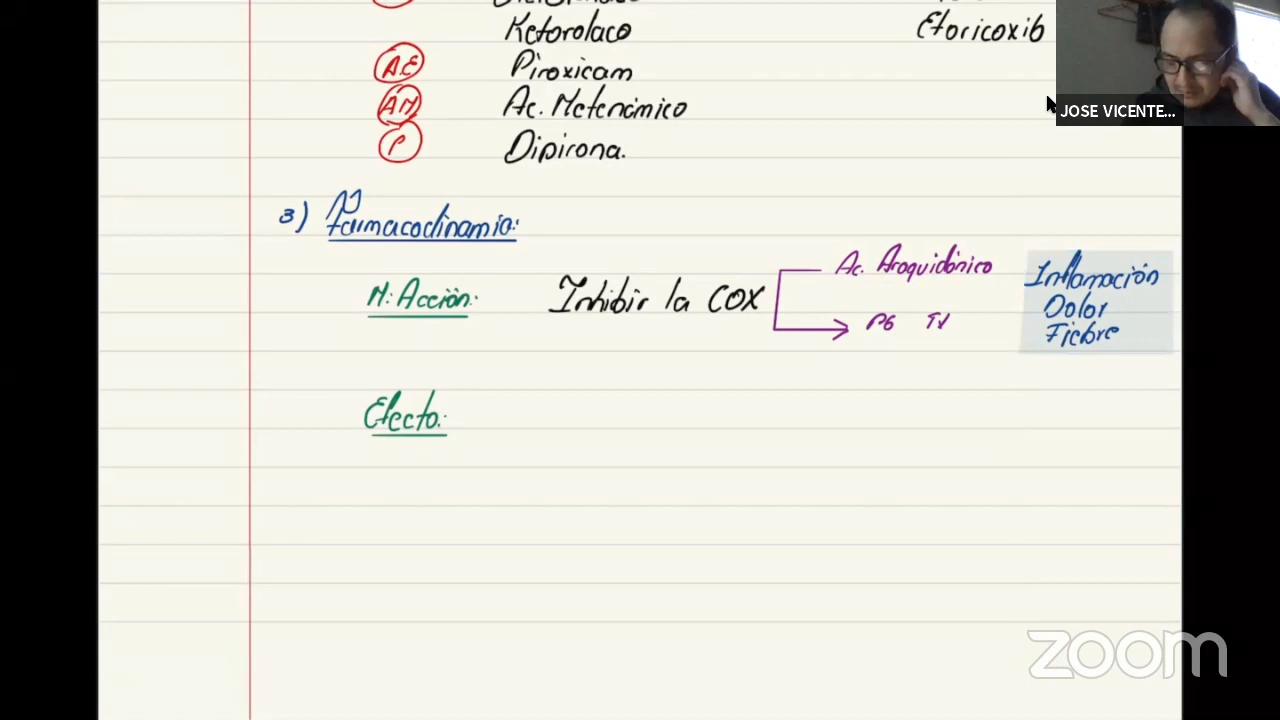 Ketorolaco
Etoricoxib
AE
Piroxicam
AM
Ac. Mefenámico
P
Dipirona.
JOSE VICENTE...
3) Farmacodinamia:
M. Acción:
Inhibir la COX
Ac. Araquidónico
PG
Inflamación
Dolor
Fiebre
Efecto:
zoom